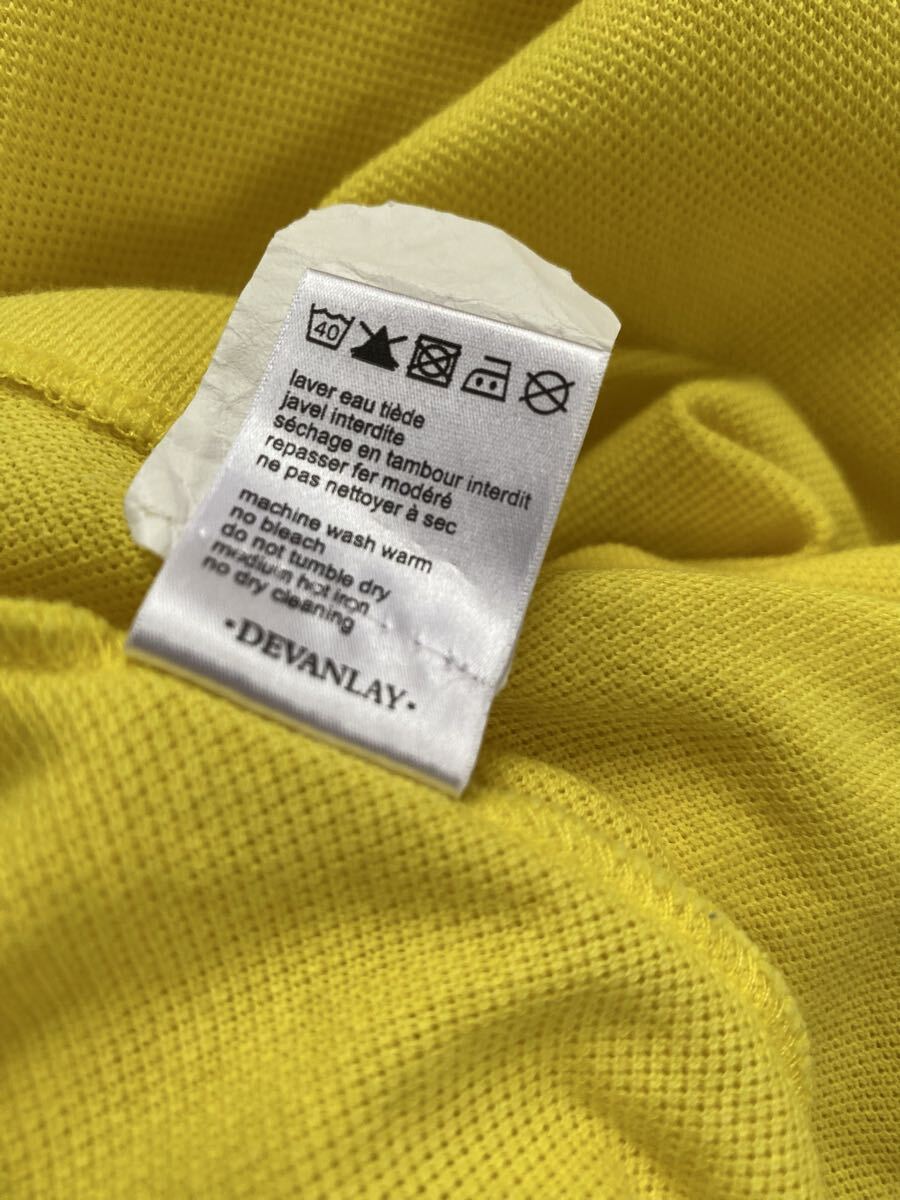 40
laver eau tiède
javel interdite
séchage en tambour interdit
repasser fer modéré
ne pas nettoyer à sec
machine wash warm
no bleach
do not tumble dry
medium hot iron
no dry cleaning
•DEVANLAY•